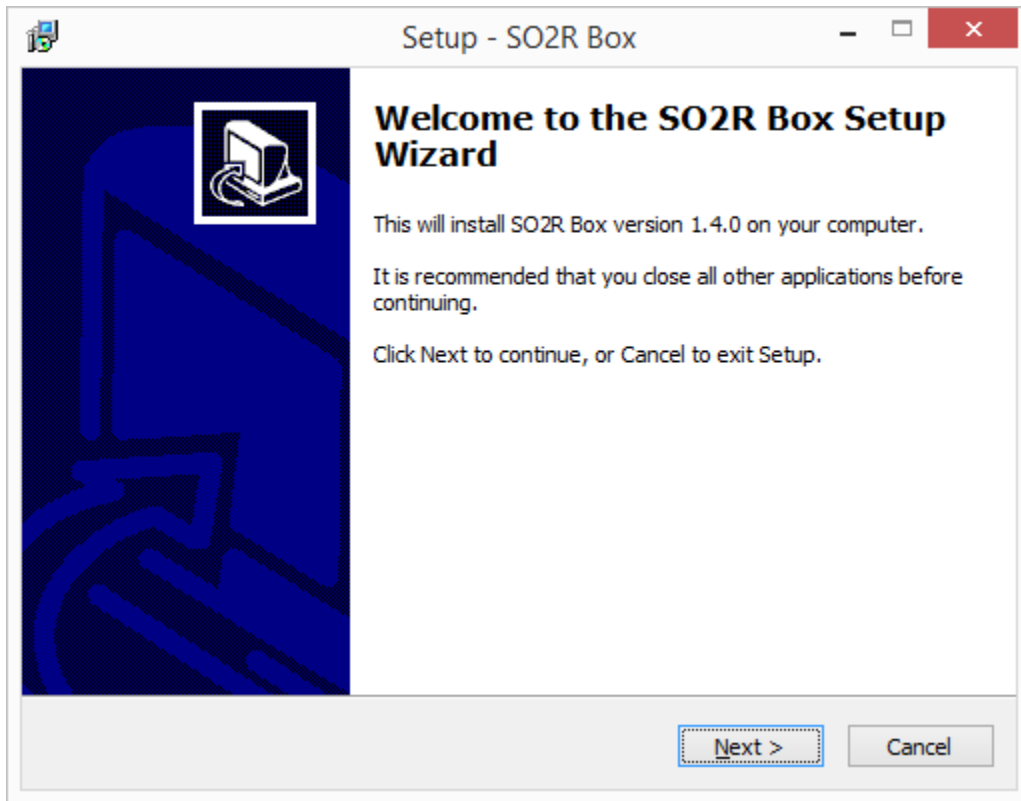 Setup - SO2R Box
Welcome to the SO2R Box Setup
Wizard
This will install SO2R Box version 1.4.0 on your computer.
It is recommended that you close all other applications before
continuing.
Click Next to continue, or Cancel to exit Setup.
Next >
Cancel